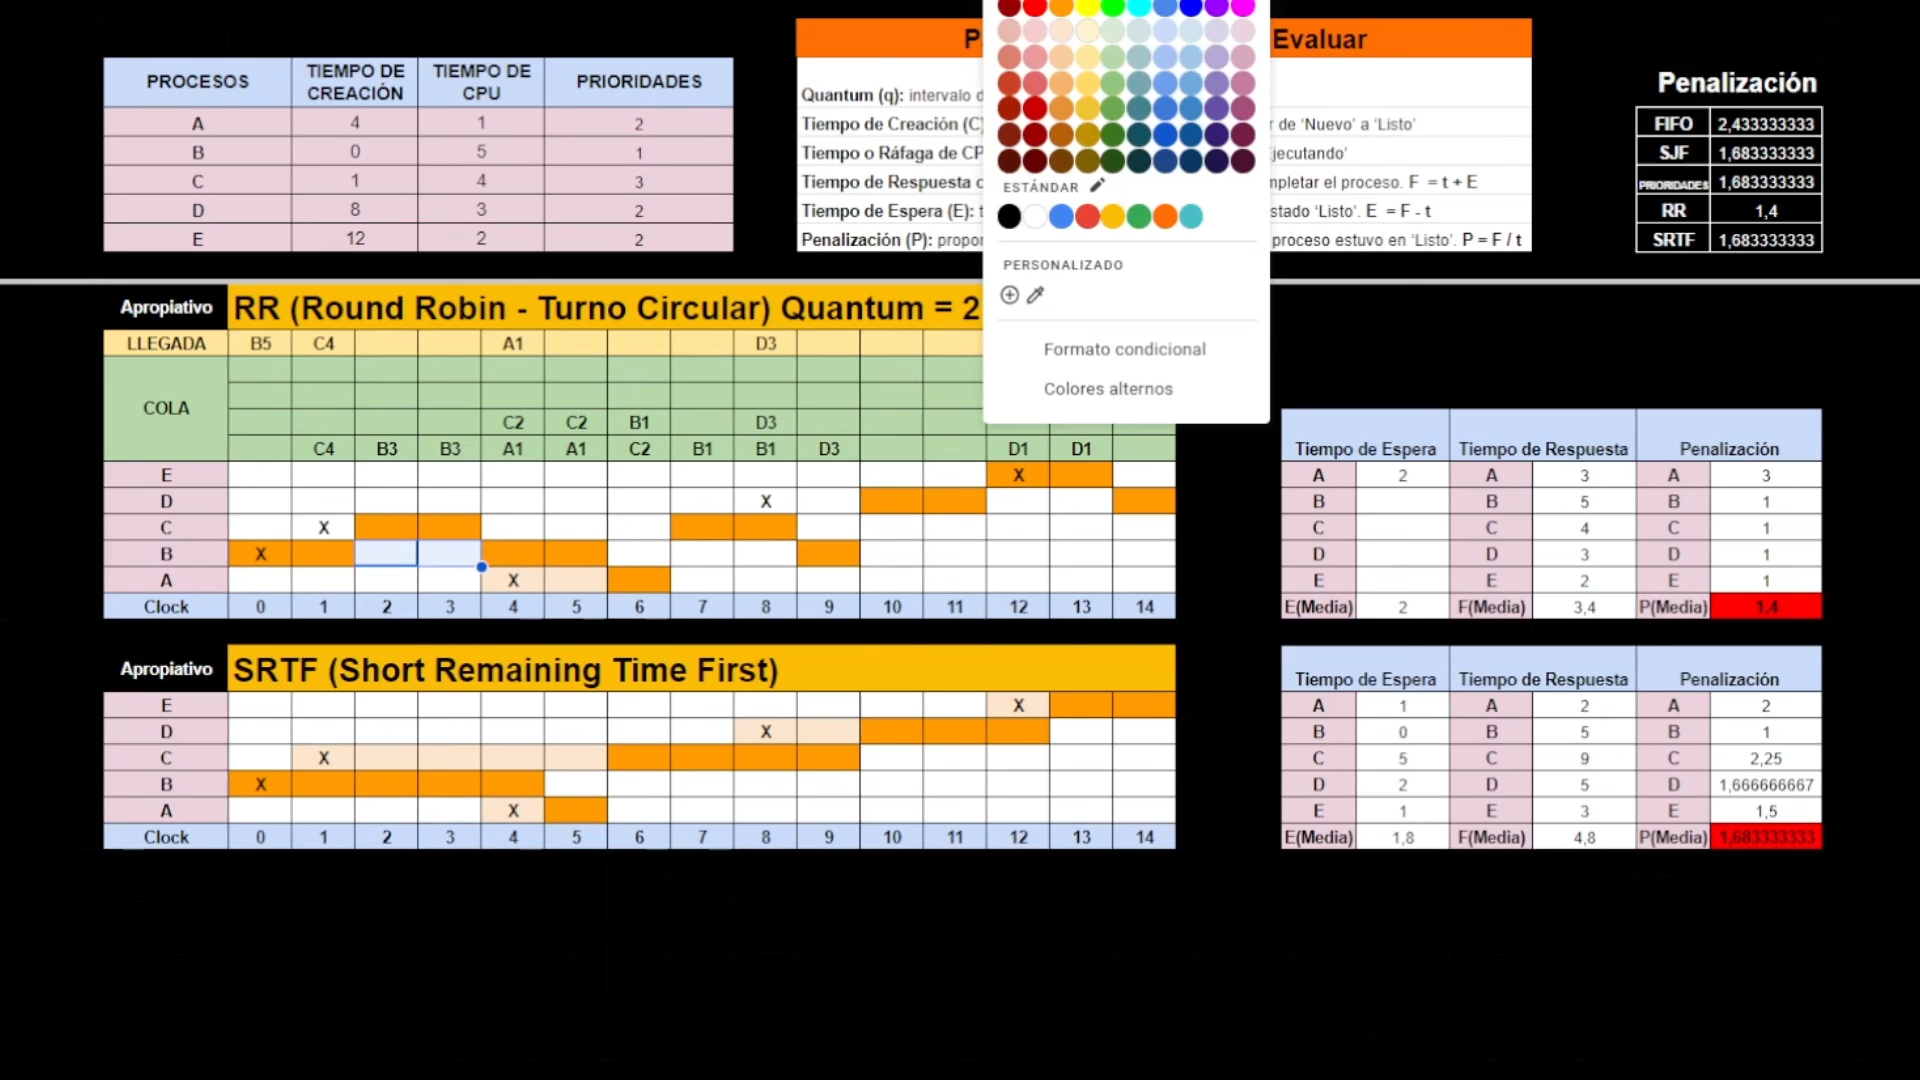 PROCESOS TIEMPO DE CREACIÓN TIEMPO DE CPU PRIORIDADES
A 4 1 2
B 0 5 1
C 1 4 3
D 8 3 2
E 12 2 2
Evaluar
Quantum (q): intervalo
Tiempo de Creación (C) de 'Nuevo' a 'Listo'
Tiempo o Ráfaga de
Tiempo de Respuesta el proceso. F = t + E
Tiempo de Espera (E): 'Listo'. E = F - t
Penalización (P): proceso estuvo en 'Listo'. P = F / t
Penalización
FIFO 2,433333333
SJF 1,683333333
PRIORIDADES 1,683333333
RR 1,4
SRTF 1,683333333
ESTÁNDAR
PERSONALIZADO
Formato condicional
Colores alternos
Apropiativo RR (Round Robin - Turno Circular) Quantum = 2
LLEGADA B5 C4 A1 D3
COLA
C2 C2 B1 D3
C4 B3 B3 A1 A1 C2 B1 B1 D3 D1 D1
E X
D X
C X
B X
A X
Clock 0 1 2 3 4 5 6 7 8 9 10 11 12 13 14
Tiempo de Espera Tiempo de Respuesta Penalización
A 2 A 3 A 3
B B 5 B 1
C C 4 C 1
D D 3 D 1
E E 2 E 1
E(Media) 2 F(Media) 3,4 P(Media) 1,4
Apropiativo SRTF (Short Remaining Time First)
E X
D X
C X
B X
A X
Clock 0 1 2 3 4 5 6 7 8 9 10 11 12 13 14
Tiempo de Espera Tiempo de Respuesta Penalización
A 1 A 2 A 2
B 0 B 5 B 1
C 5 C 9 C 2,25
D 2 D 5 D 1,666666667
E 1 E 3 E 1,5
E(Media) 1,8 F(Media) 4,8 P(Media) 1,683333333